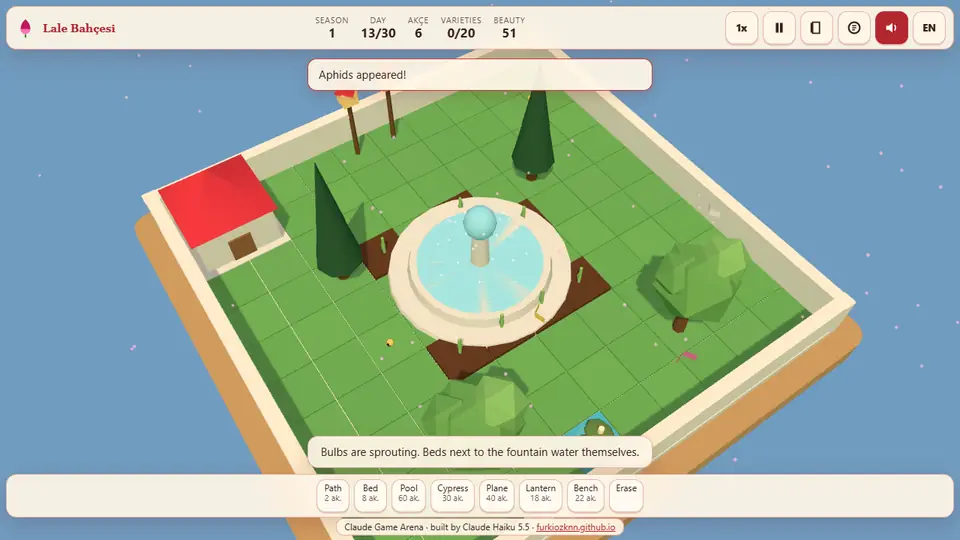 Lale Bahçesi
SEASON
1
DAY
13/30
AKÇE
6
VARIETIES
0/20
BEAUTY
51
1x
EN
Aphids appeared!
Bulbs are sprouting. Beds next to the fountain water themselves.
Path
2 ak.
Bed
8 ak.
Pool
60 ak.
Cypress
30 ak.
Plane
40 ak.
Lantern
18 ak.
Bench
22 ak.
Erase
Claude Game Arena · built by Claude Haiku 5.5 · furkiozknn.github.io